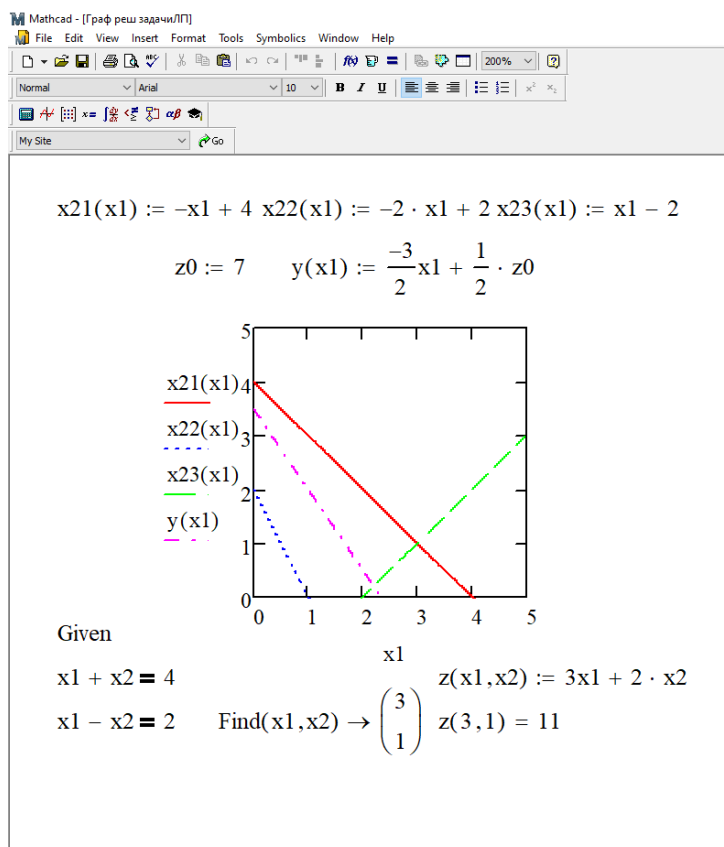 Mathcad - [Граф реш задачиЛП]
File Edit View Insert Format Tools Symbolics Window Help
200%
Normal Arial 10 B I U x² x₂
x= αβ
My Site Go
x21(x1) := −x1 + 4 x22(x1) := −2 · x1 + 2 x23(x1) := x1 − 2
z0 := 7 y(x1) := −3/2 x1 + 1/2 · z0
5
x21(x1) 4
x22(x1) 3
x23(x1) 2
y(x1)
1
0
0 1 2 3 4 5
x1
Given
x1 + x2 = 4 z(x1,x2) := 3x1 + 2 · x2
x1 − x2 = 2 Find(x1,x2) → (3 1) z(3,1) = 11